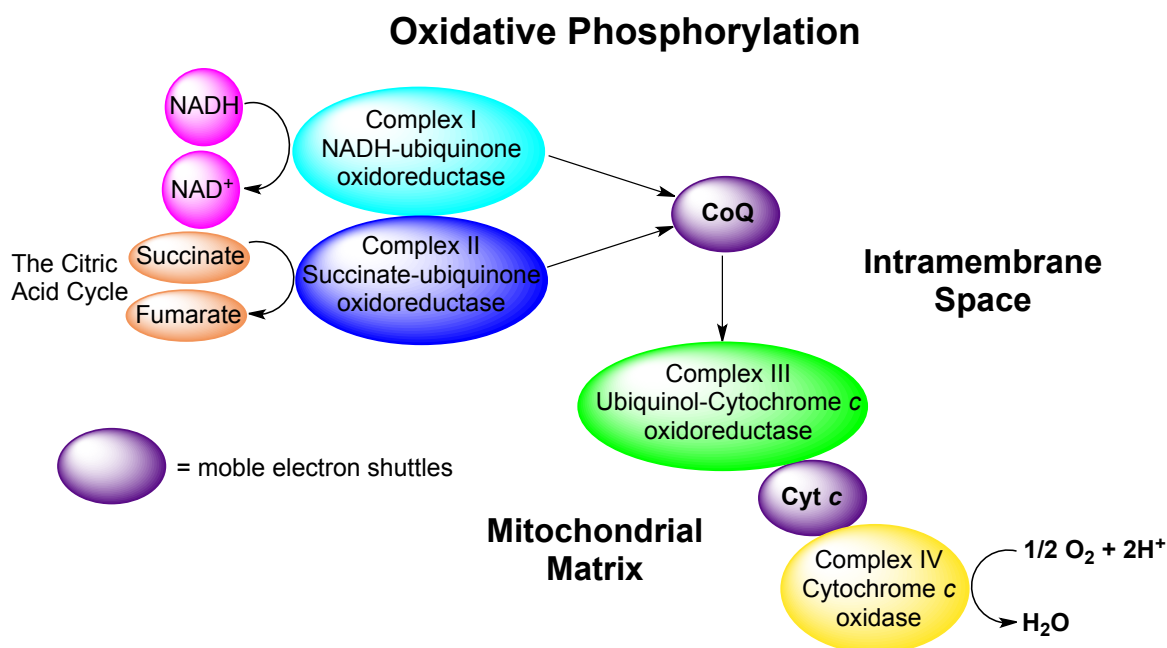 Oxidative Phosphorylation
NADH
NAD⁺
Complex I
NADH-ubiquinone
oxidoreductase
CoQ
The Citric
Acid Cycle
Succinate
Fumarate
Complex II
Succinate-ubiquinone
oxidoreductase
Intramembrane
Space
Complex III
Ubiquinol-Cytochrome c
oxidoreductase
= moble electron shuttles
Cyt c
Mitochondrial
Matrix
Complex IV
Cytochrome c
oxidase
1/2 O₂ + 2H⁺
H₂O